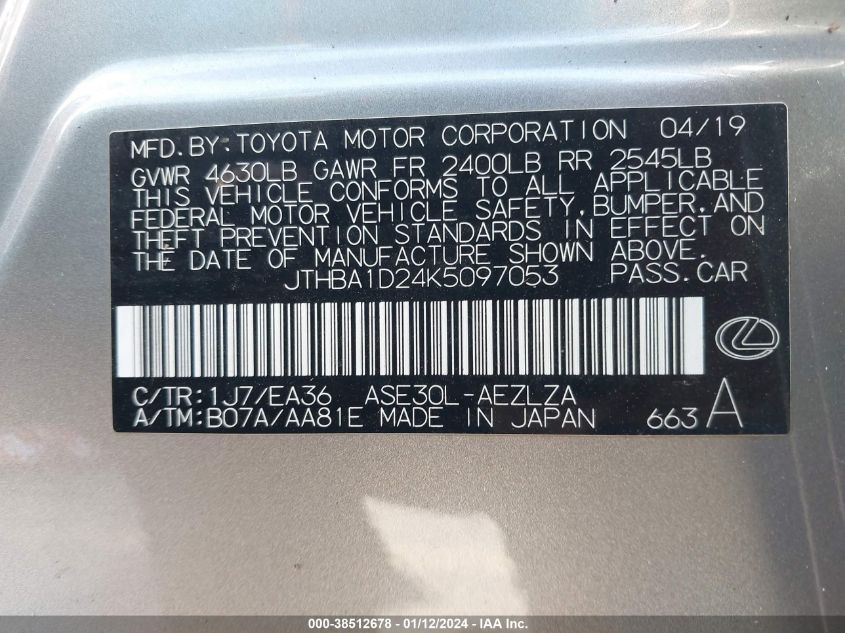 MFD.BY:TOYOTA MOTOR CORPORATION 04/19
GVWR 4630LB GAWR FR 2400LB RR 2545LB
THIS VEHICLE CONFORMS TO ALL APPLICABLE
FEDERAL MOTOR VEHICLE SAFETY,BUMPER,AND
THEFT PREVENTION STANDARDS IN EFFECT ON
THE DATE OF MANUFACTURE SHOWN ABOVE.
JTHBA1D24K5097053 PASS.CAR
C/TR:1J7/EA36 ASE30L-AEZLZA
A/TM:B07A/AA81E MADE IN JAPAN 663 A
000-38512678 - 01/12/2024 - IAA Inc.